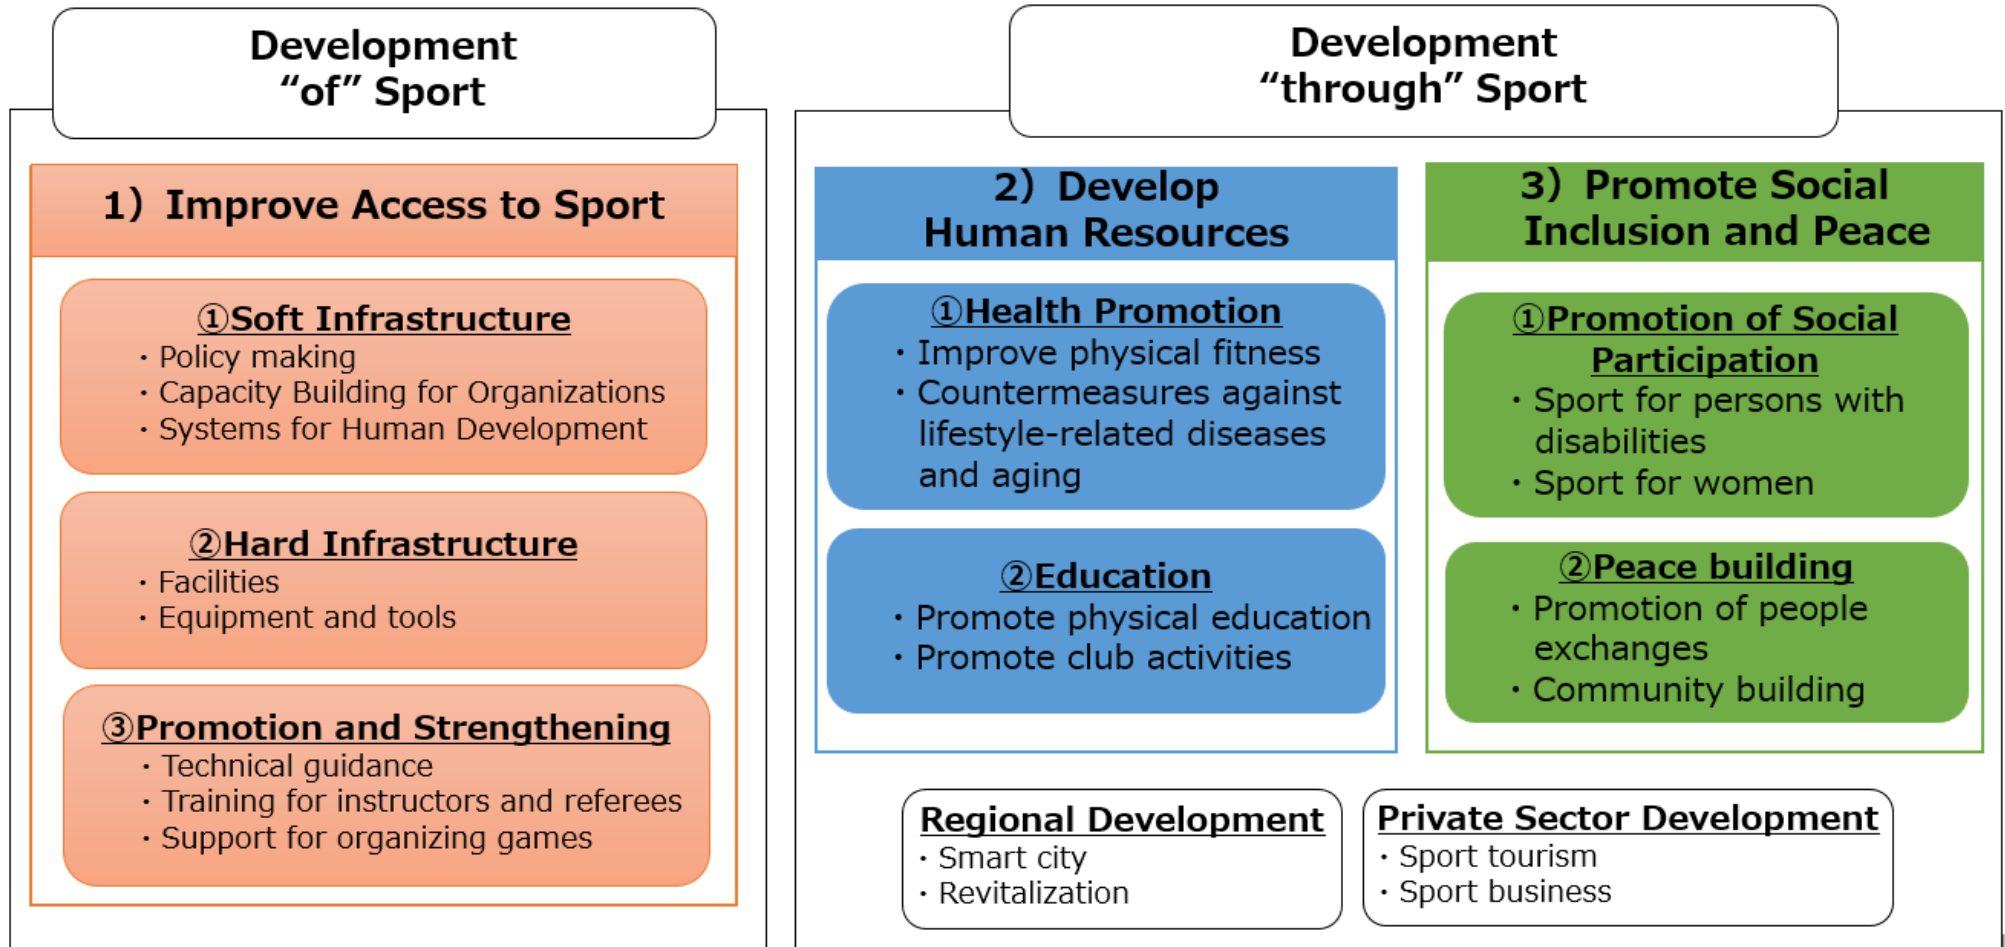 Development
“of” Sport
1）Improve Access to Sport
①Soft Infrastructure
・Policy making
・Capacity Building for Organizations
・Systems for Human Development
②Hard Infrastructure
・Facilities
・Equipment and tools
③Promotion and Strengthening
・Technical guidance
・Training for instructors and referees
・Support for organizing games
Development
“through” Sport
2）Develop
Human Resources
①Health Promotion
・Improve physical fitness
・Countermeasures against
lifestyle-related diseases
and aging
②Education
・Promote physical education
・Promote club activities
3）Promote Social
Inclusion and Peace
①Promotion of Social
Participation
・Sport for persons with
disabilities
・Sport for women
②Peace building
・Promotion of people
exchanges
・Community building
Regional Development
・Smart city
・Revitalization
Private Sector Development
・Sport tourism
・Sport business